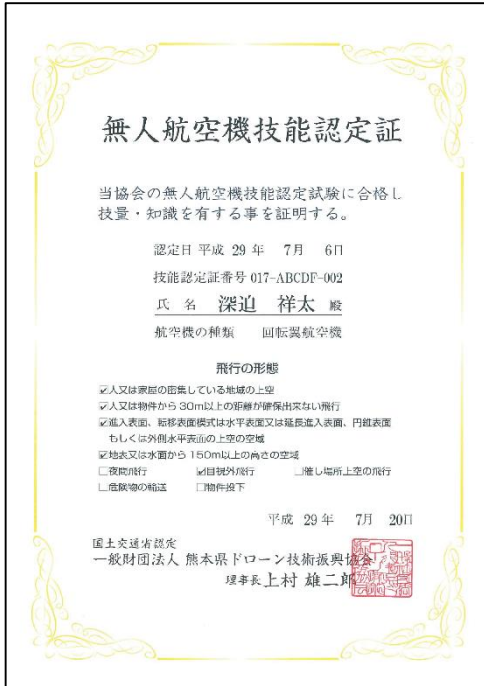 無人航空機技能認定証
当協会の無人航空機技能認定試験に合格し
技量・知識を有する事を証明する。
認定日 平成 29 年 7月 6日
技能認定証番号 017-ABCDF-002
氏 名 深迫 祥太 殿
航空機の種類 回転翼航空機
飛行の形態
☑人又は家屋の密集している地域の上空
☑人又は物件から 30m以上の距離が確保出来ない飛行
☑進入表面、転移表面模式は水平表面又は延長進入表面、円錐表面
もしくは外側水平表面の上空の空域
☑地表又は水面から 150m以上の高さの空域
□夜間飛行 ☑目視外飛行 □催し場所上空の飛行
□危険物の輸送 □物件投下
平成 29 年 7月 20日
国土交通省認定
一般財団法人 熊本県ドローン技術振興協会
理事長 上村 雄二郎